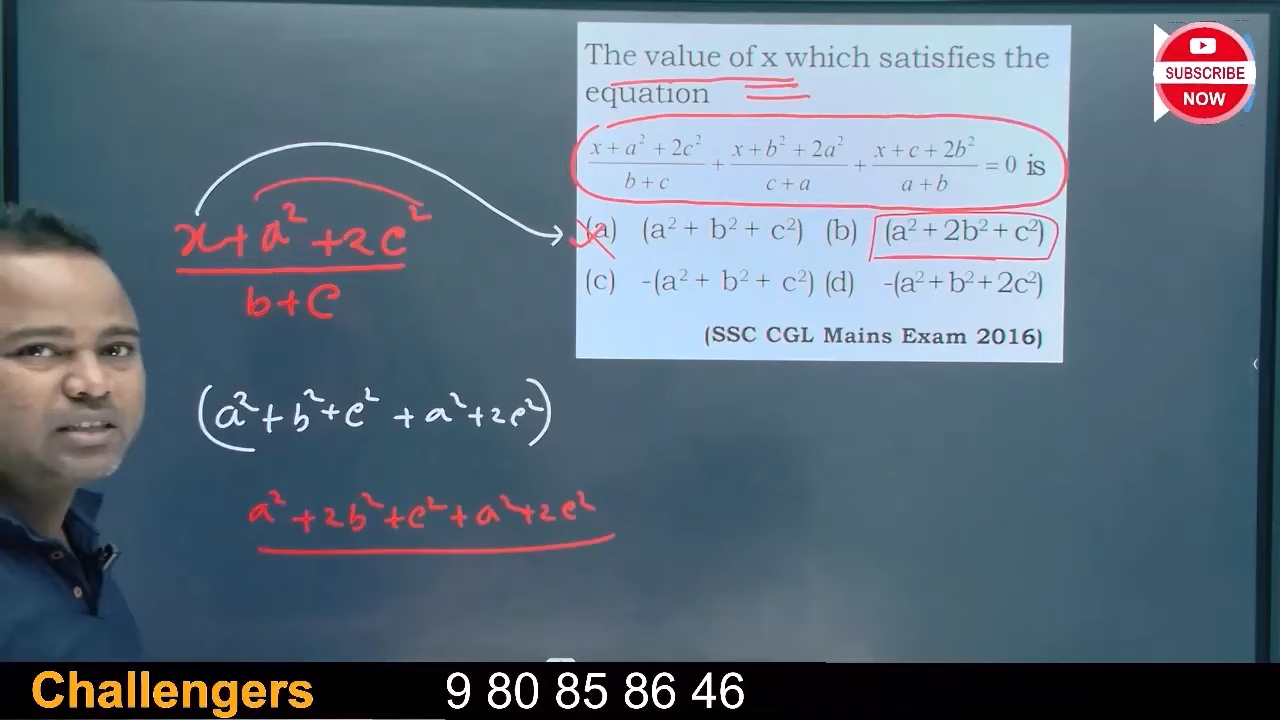 The value of x which satisfies the
equation
x + a² + 2c² / b + c + x + b² + 2a² / c + a + x + c + 2b² / a + b = 0 is
(a) (a² + b² + c²) (b) (a² + 2b² + c²)
(c) -(a² + b² + c²) (d) -(a² + b² + 2c²)
(SSC CGL Mains Exam 2016)
SUBSCRIBE
NOW
x + a² + 2c²
b + c
(a² + b² + c² + a² + 2c²)
a² + 2b² + c² + a² + 2c²
Challengers 9 80 85 86 46